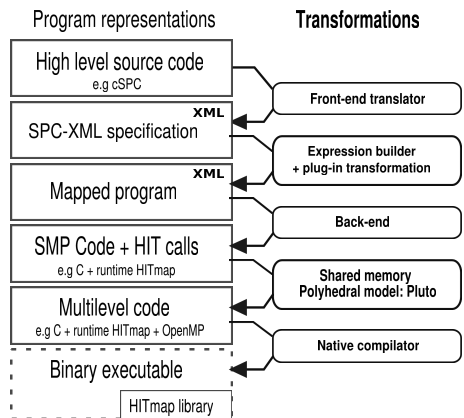 Program representations
Transformations
High level source code
e.g cSPC
Front-end translator
XML
SPC-XML specification
Expression builder
+ plug-in transformation
XML
Mapped program
Back-end
SMP Code + HIT calls
e.g C + runtime HITmap
Shared memory
Polyhedral model: Pluto
Multilevel code
e.g C + runtime HITmap + OpenMP
Native compilator
Binary executable
HITmap library